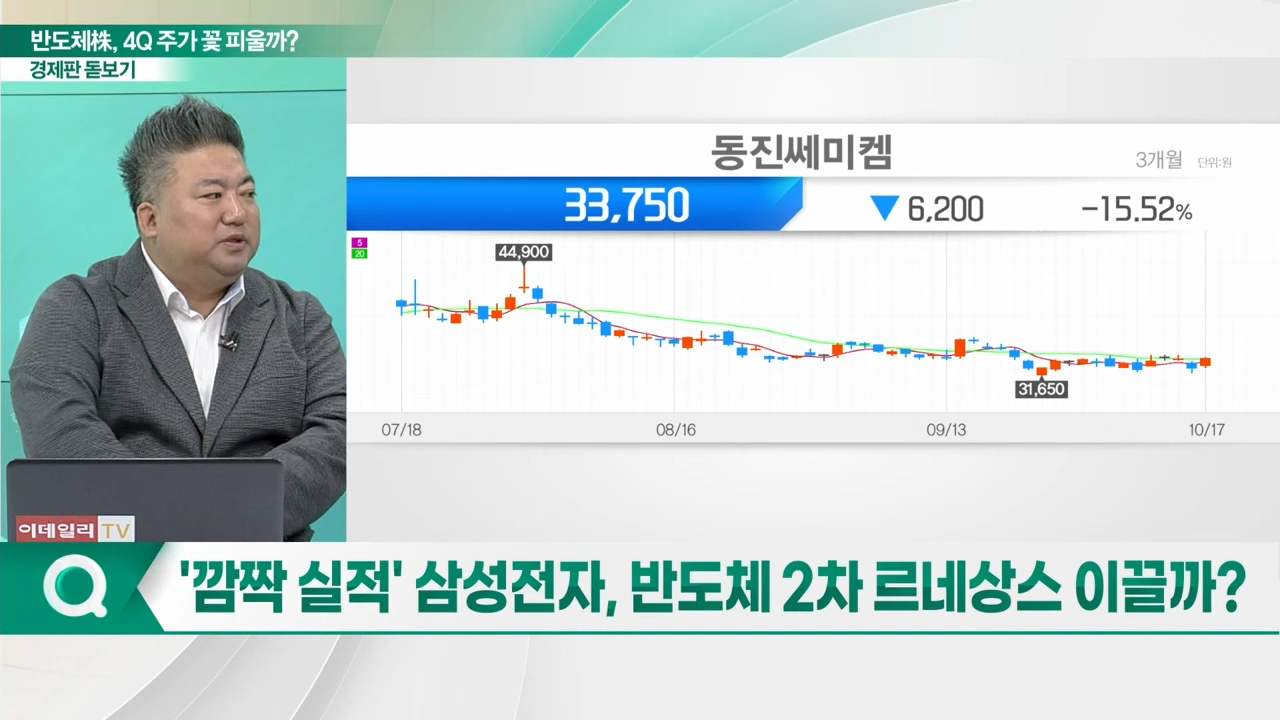 반도체株, 4Q 주가 꽃 피울까?
경제판 돋보기
동진쎄미켐
3개월 단위:원
33,750 ▼ 6,200 -15.52%
5
20
44,900
31,650
07/18 08/16 09/13 10/17
이데일리 TV
'깜짝 실적' 삼성전자, 반도체 2차 르네상스 이끌까?